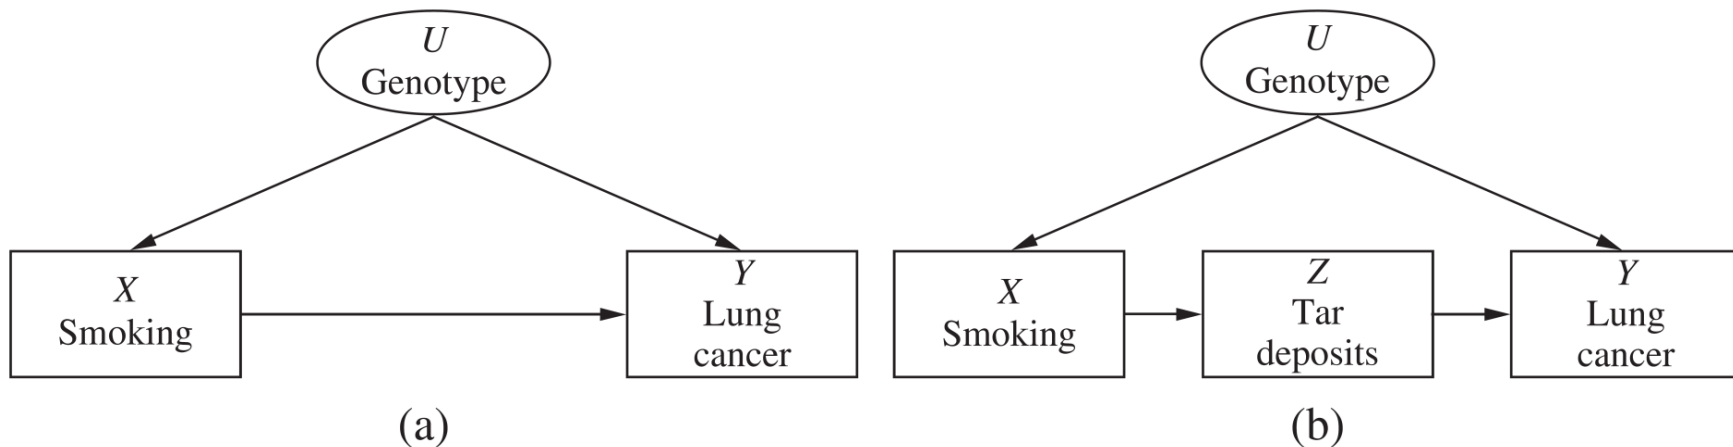 U
Genotype
X
Smoking
Y
Lung
cancer
(a)
U
Genotype
X
Smoking
Z
Tar
deposits
Y
Lung
cancer
(b)